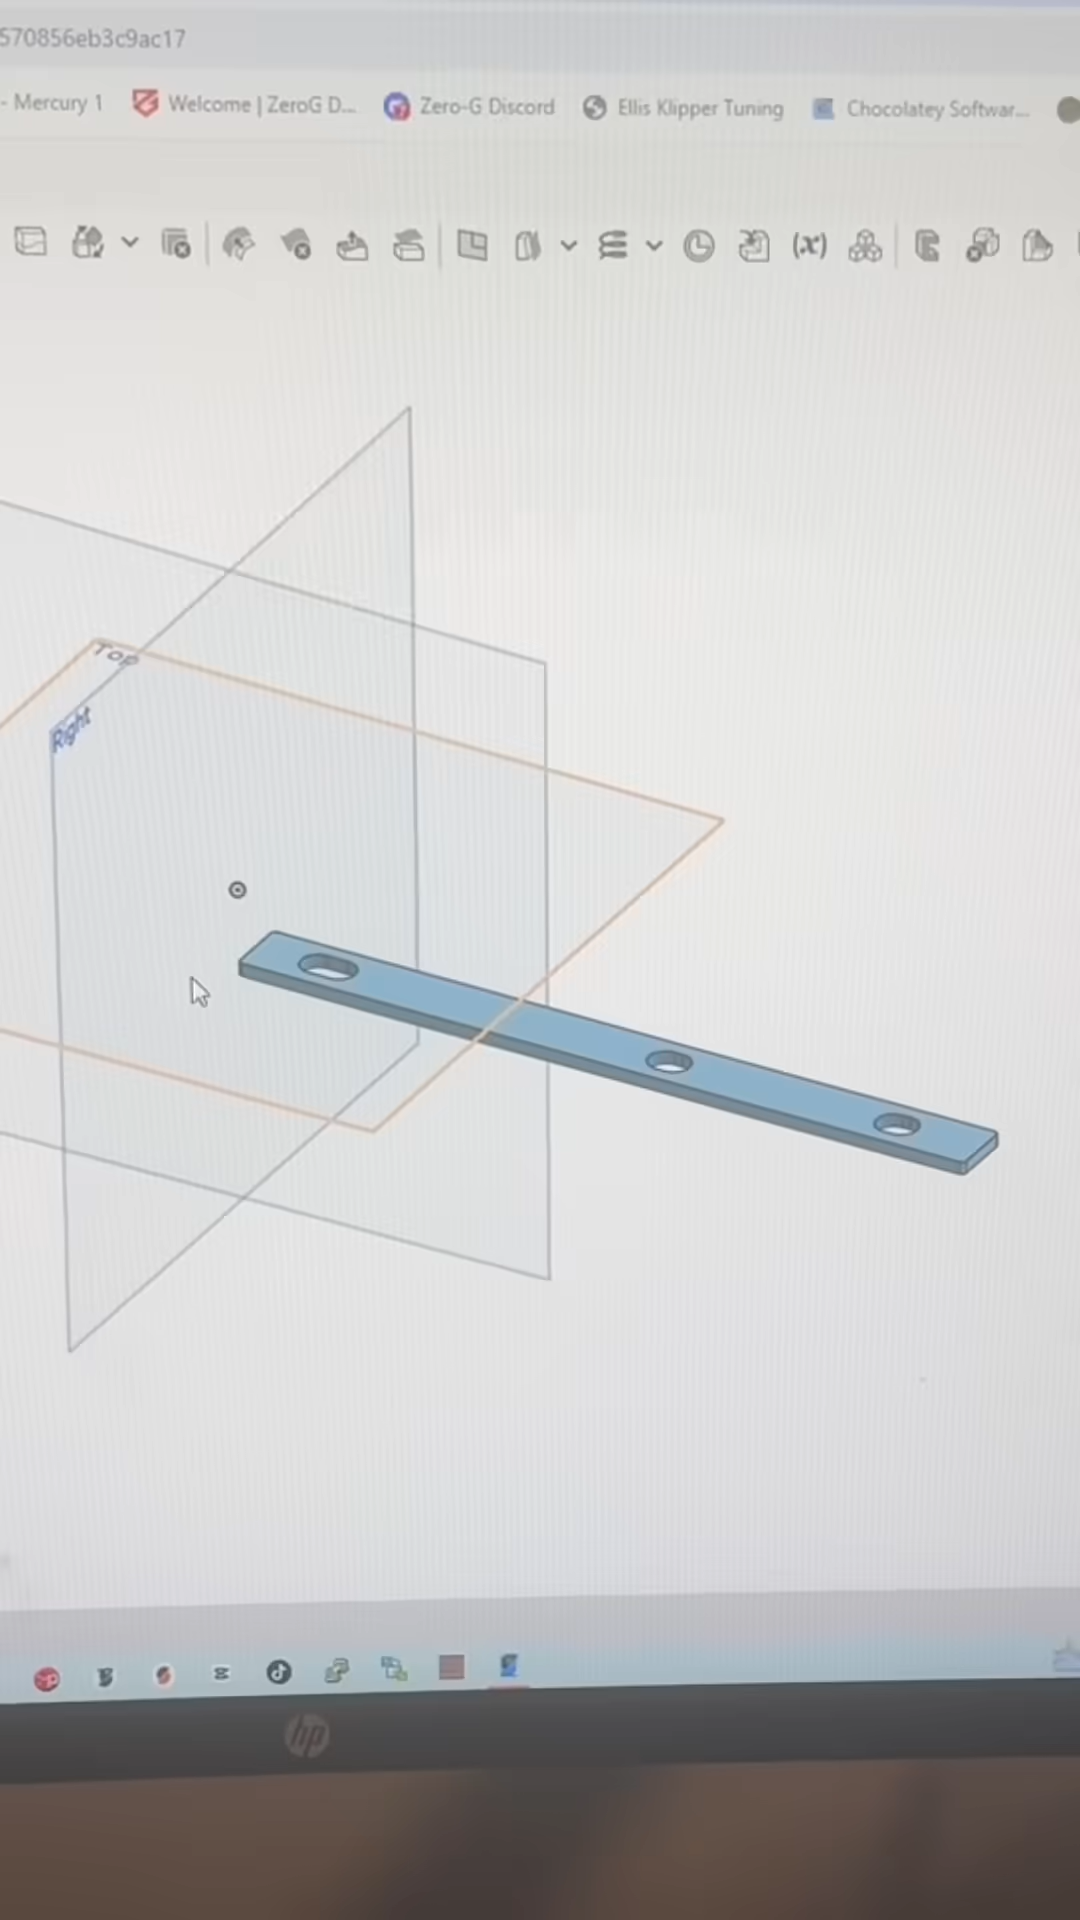 570856eb3c9ac17
- Mercury 1
Welcome | ZeroG D...
Zero-G Discord
Ellis Klipper Tuning
Chocolatey Softwar...
(x)
Top
Right
hp